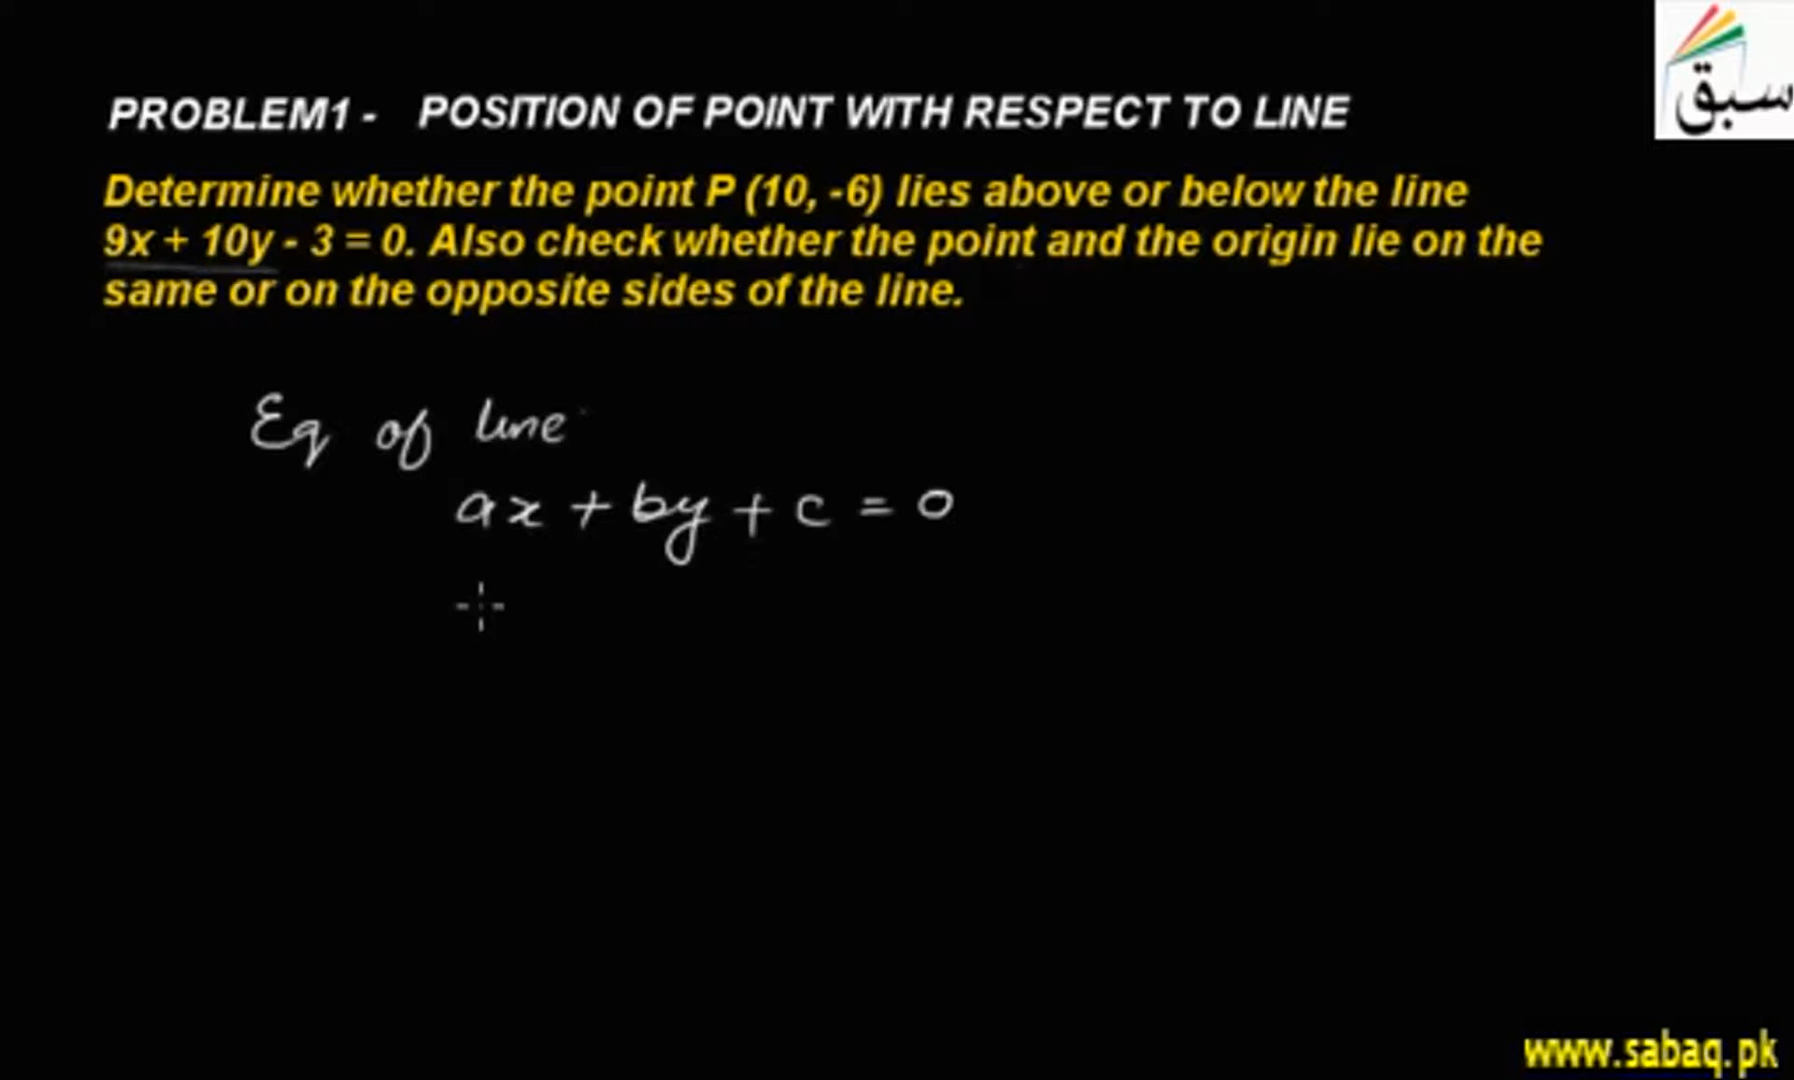 سبق
PROBLEM1 - POSITION OF POINT WITH RESPECT TO LINE
Determine whether the point P (10, -6) lies above or below the line
9x + 10y - 3 = 0. Also check whether the point and the origin lie on the
same or on the opposite sides of the line.
Eq of line
ax + by + c = 0
www.sabaq.pk